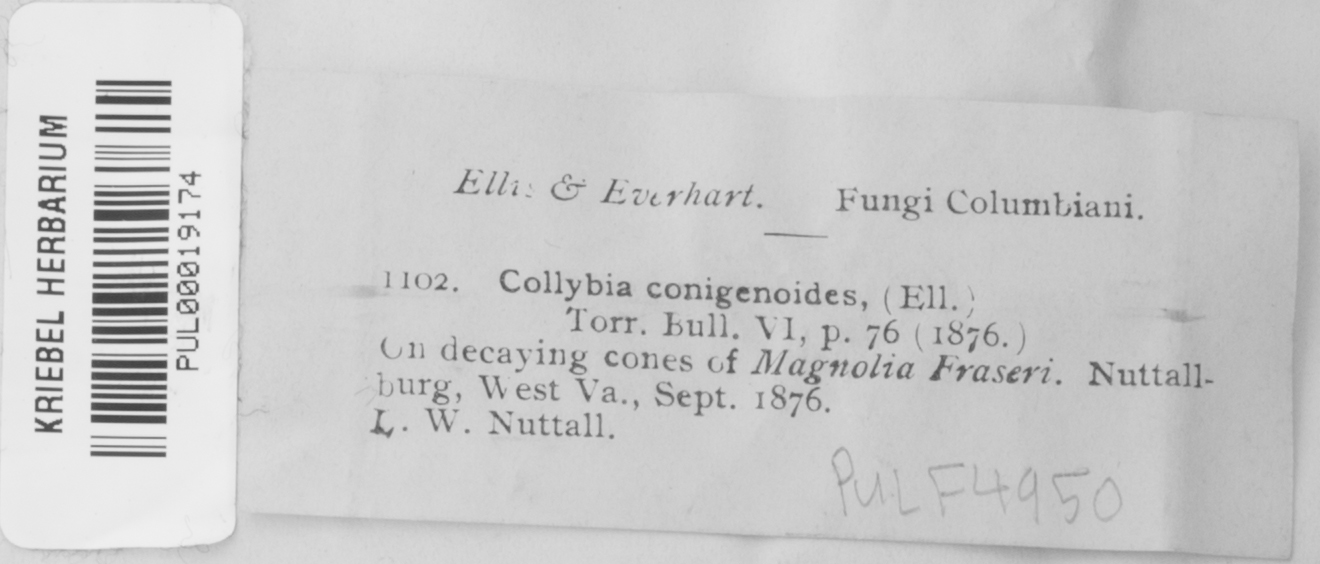 KRIEBEL HERBARIUM
PUL00019174
Ellis & Everhart. Fungi Columbiani.
1102. Collybia conigenoides, (Ell.)
Torr. Bull. VI, p. 76 (1876.)
On decaying cones of Magnolia Fraseri. Nuttall-
burg, West Va., Sept. 1876.
L. W. Nuttall.
PUL F4950